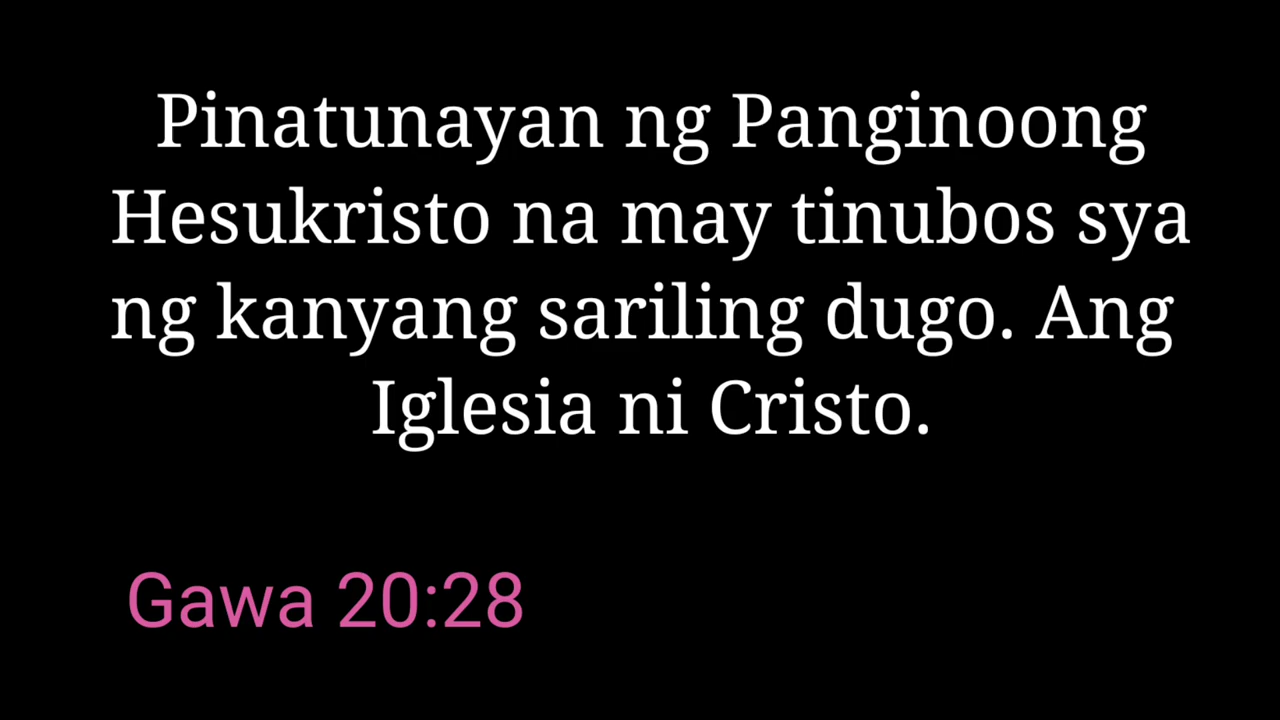 Pinatunayan ng Panginoong
Hesukristo na may tinubos sya
ng kanyang sariling dugo. Ang
Iglesia ni Cristo.
Gawa 20:28